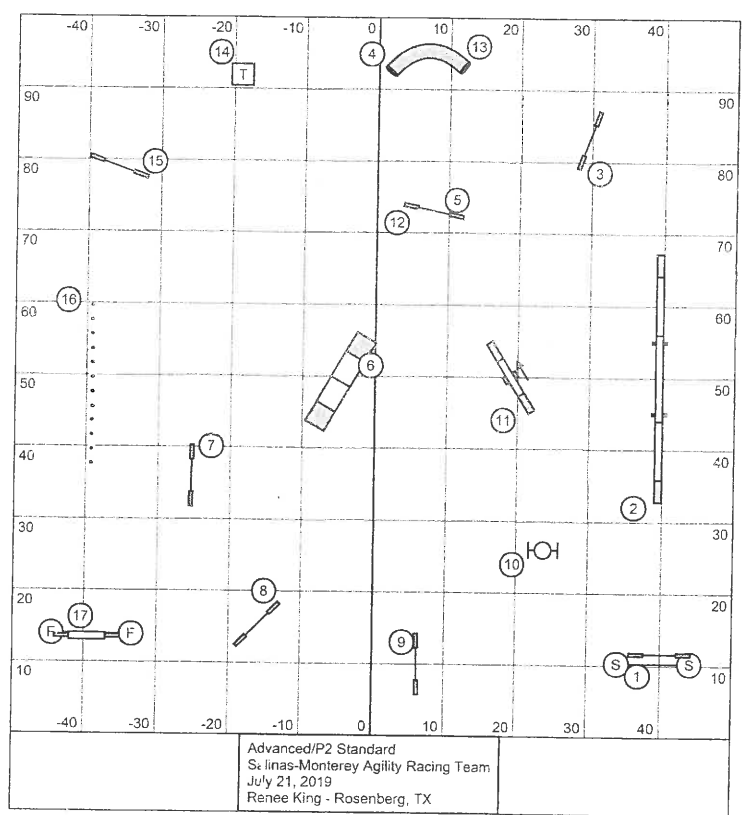 -40 -30 -20 -10 0 10 20 30 40
14 4 13
T
90 90
15
80 3 80
5
12
70 70
16
60 60
6
50 50
11
7
40 40
2
30 10 30
8
20 20
17
F F 9
S 1 S
10 10
-40 -30 -20 -10 0 10 20 30 40
Advanced/P2 Standard
Salinas-Monterey Agility Racing Team
July 21, 2019
Renee King - Rosenberg, TX